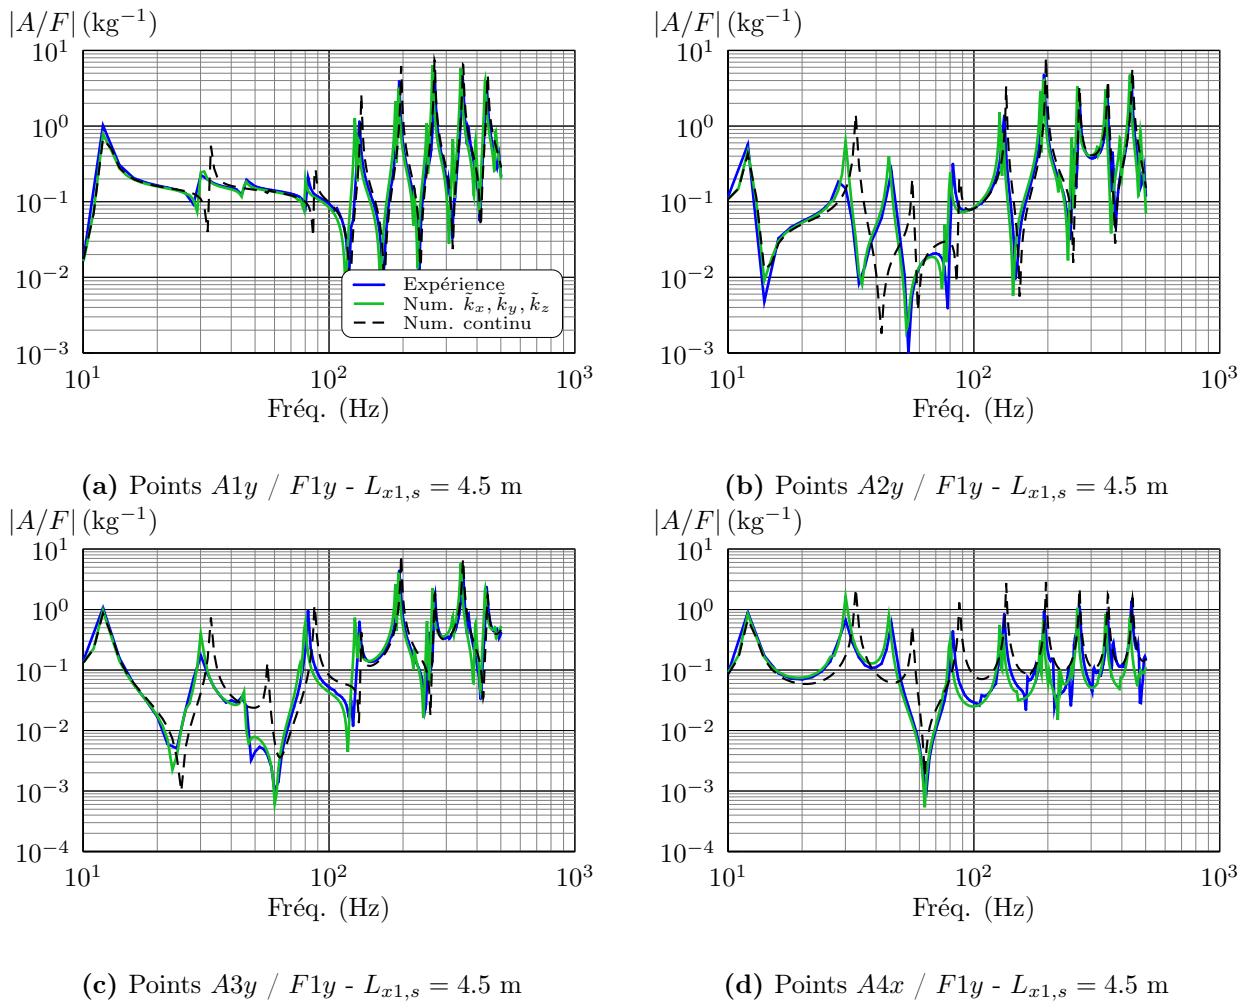 |A/F| (kg⁻¹)
10¹
10⁰
10⁻¹
10⁻²
10⁻³
10¹ 10² 10³
Fréq. (Hz)
Expérience
Num. k̃ₓ, k̃ᵧ, k̃_z
Num. continu
(a) Points A1y / F1y - Lₓ₁,ₛ = 4.5 m
|A/F| (kg⁻¹)
10¹
10⁰
10⁻¹
10⁻²
10⁻³
10¹ 10² 10³
Fréq. (Hz)
(b) Points A2y / F1y - Lₓ₁,ₛ = 4.5 m
|A/F| (kg⁻¹)
10¹
10⁰
10⁻¹
10⁻²
10⁻³
10⁻⁴
10¹ 10² 10³
Fréq. (Hz)
(c) Points A3y / F1y - Lₓ₁,ₛ = 4.5 m
|A/F| (kg⁻¹)
10¹
10⁰
10⁻¹
10⁻²
10⁻³
10⁻⁴
10¹ 10² 10³
Fréq. (Hz)
(d) Points A4x / F1y - Lₓ₁,ₛ = 4.5 m